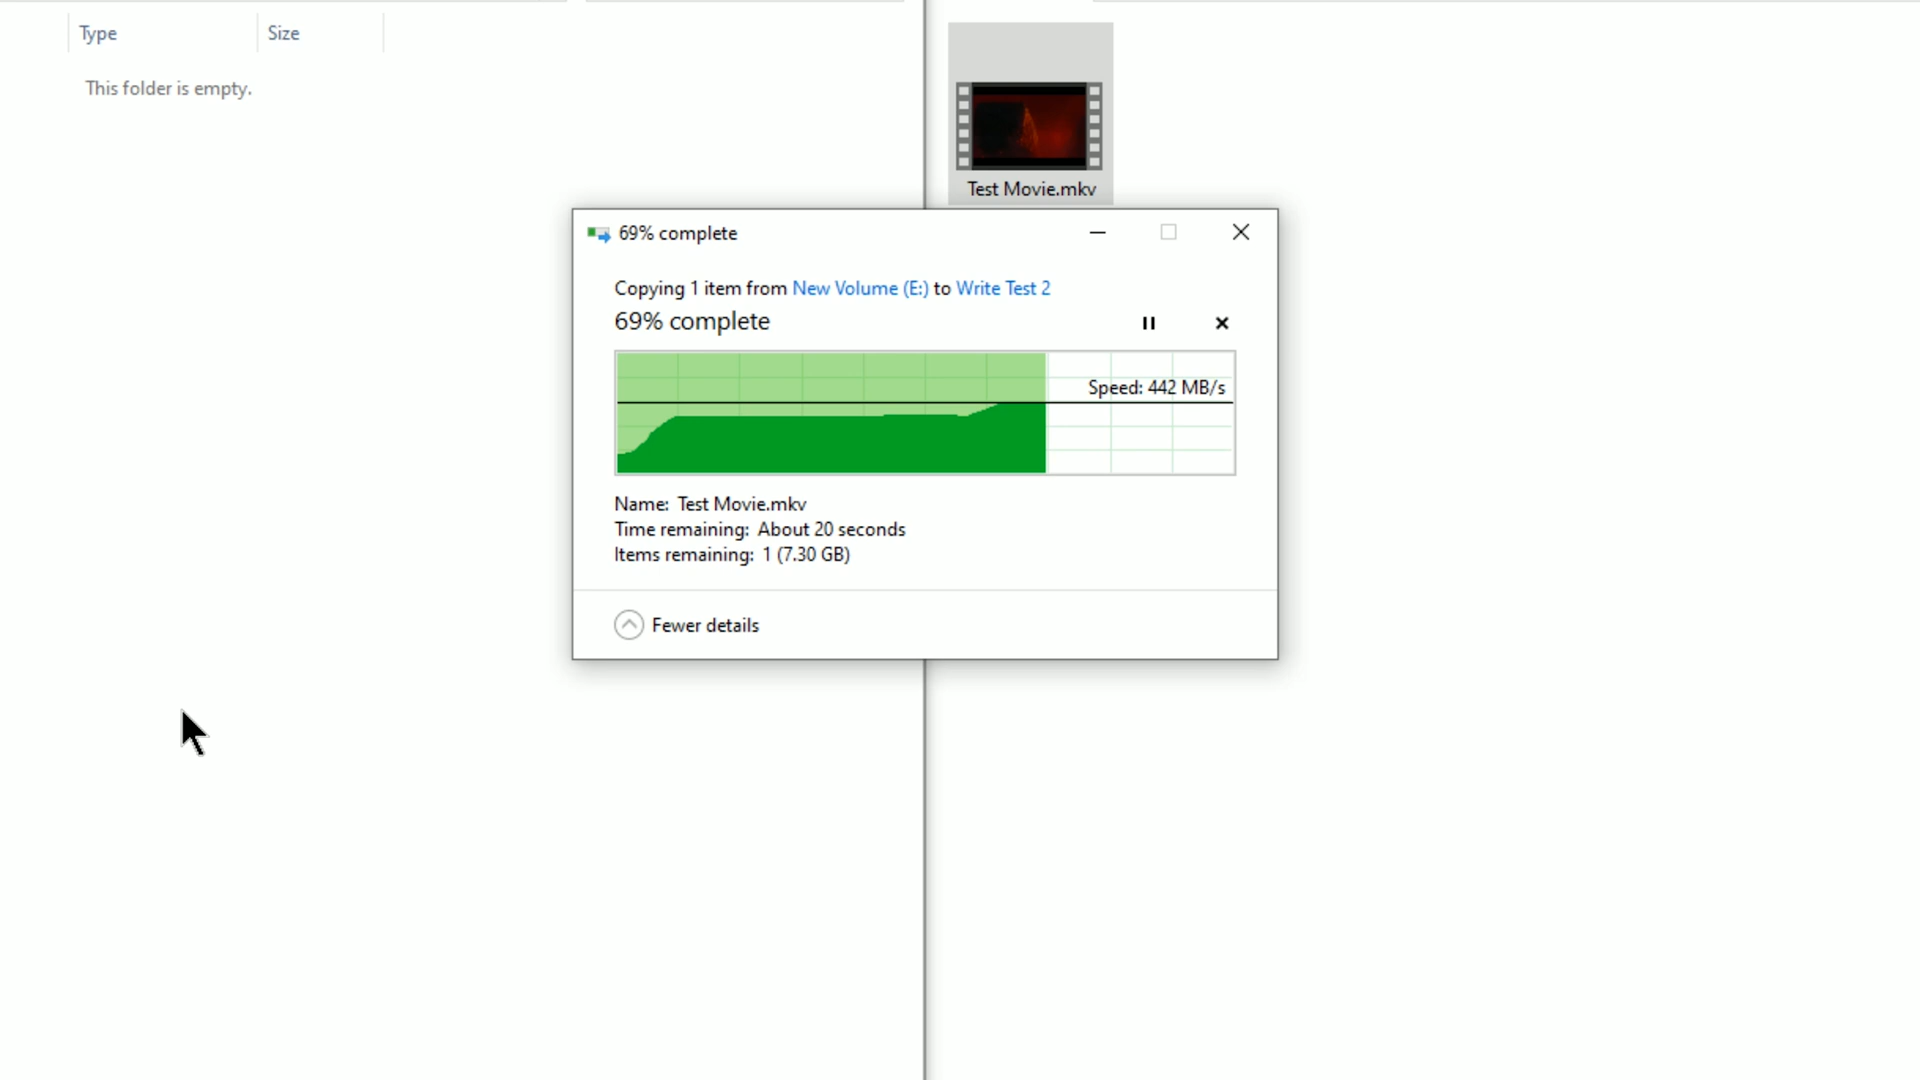 Type
Size
This folder is empty.
Test Movie.mkv
69% complete
Copying 1 item from New Volume (E:) to Write Test 2
69% complete
Speed: 442 MB/s
Name: Test Movie.mkv
Time remaining: About 20 seconds
Items remaining: 1 (7.30 GB)
Fewer details